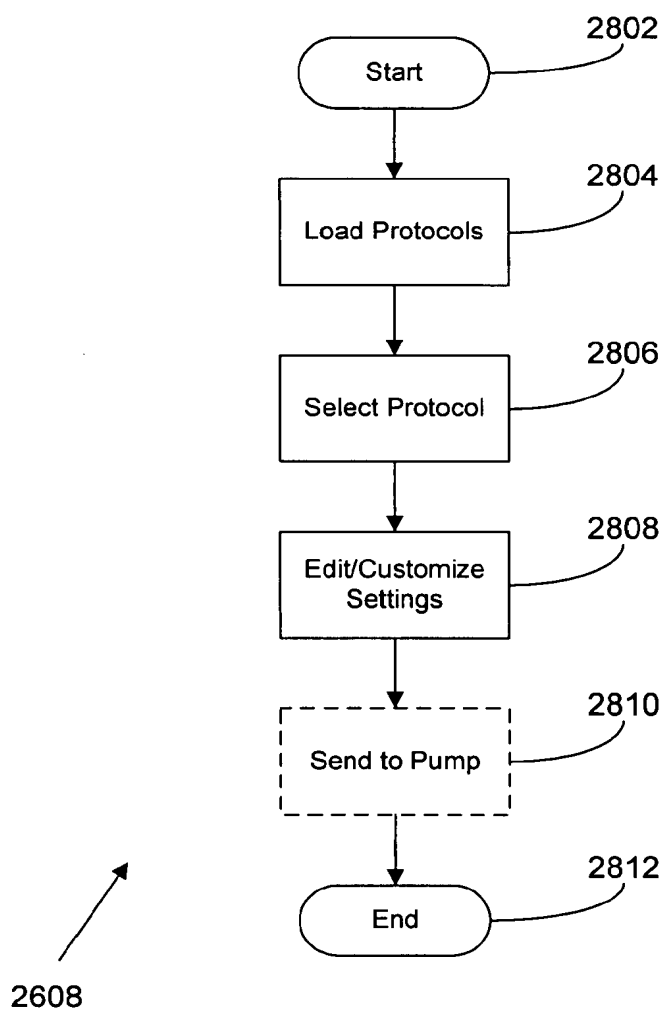 2802
Start
2804
Load Protocols
2806
Select Protocol
2808
Edit/Customize
Settings
2810
Send to Pump
2812
End
2608